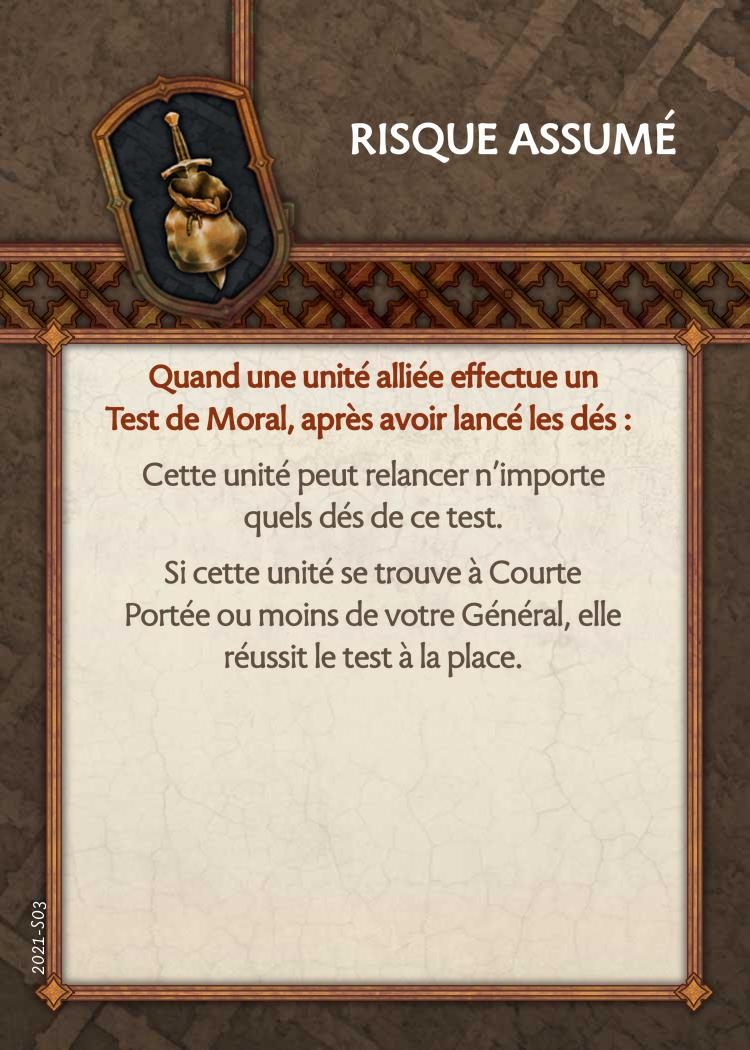 RISQUE ASSUMÉ
Quand une unité alliée effectue un
Test de Moral, après avoir lancé les dés :
Cette unité peut relancer n'importe
quels dés de ce test.
Si cette unité se trouve à Courte
Portée ou moins de votre Général, elle
réussit le test à la place.
2021-S03